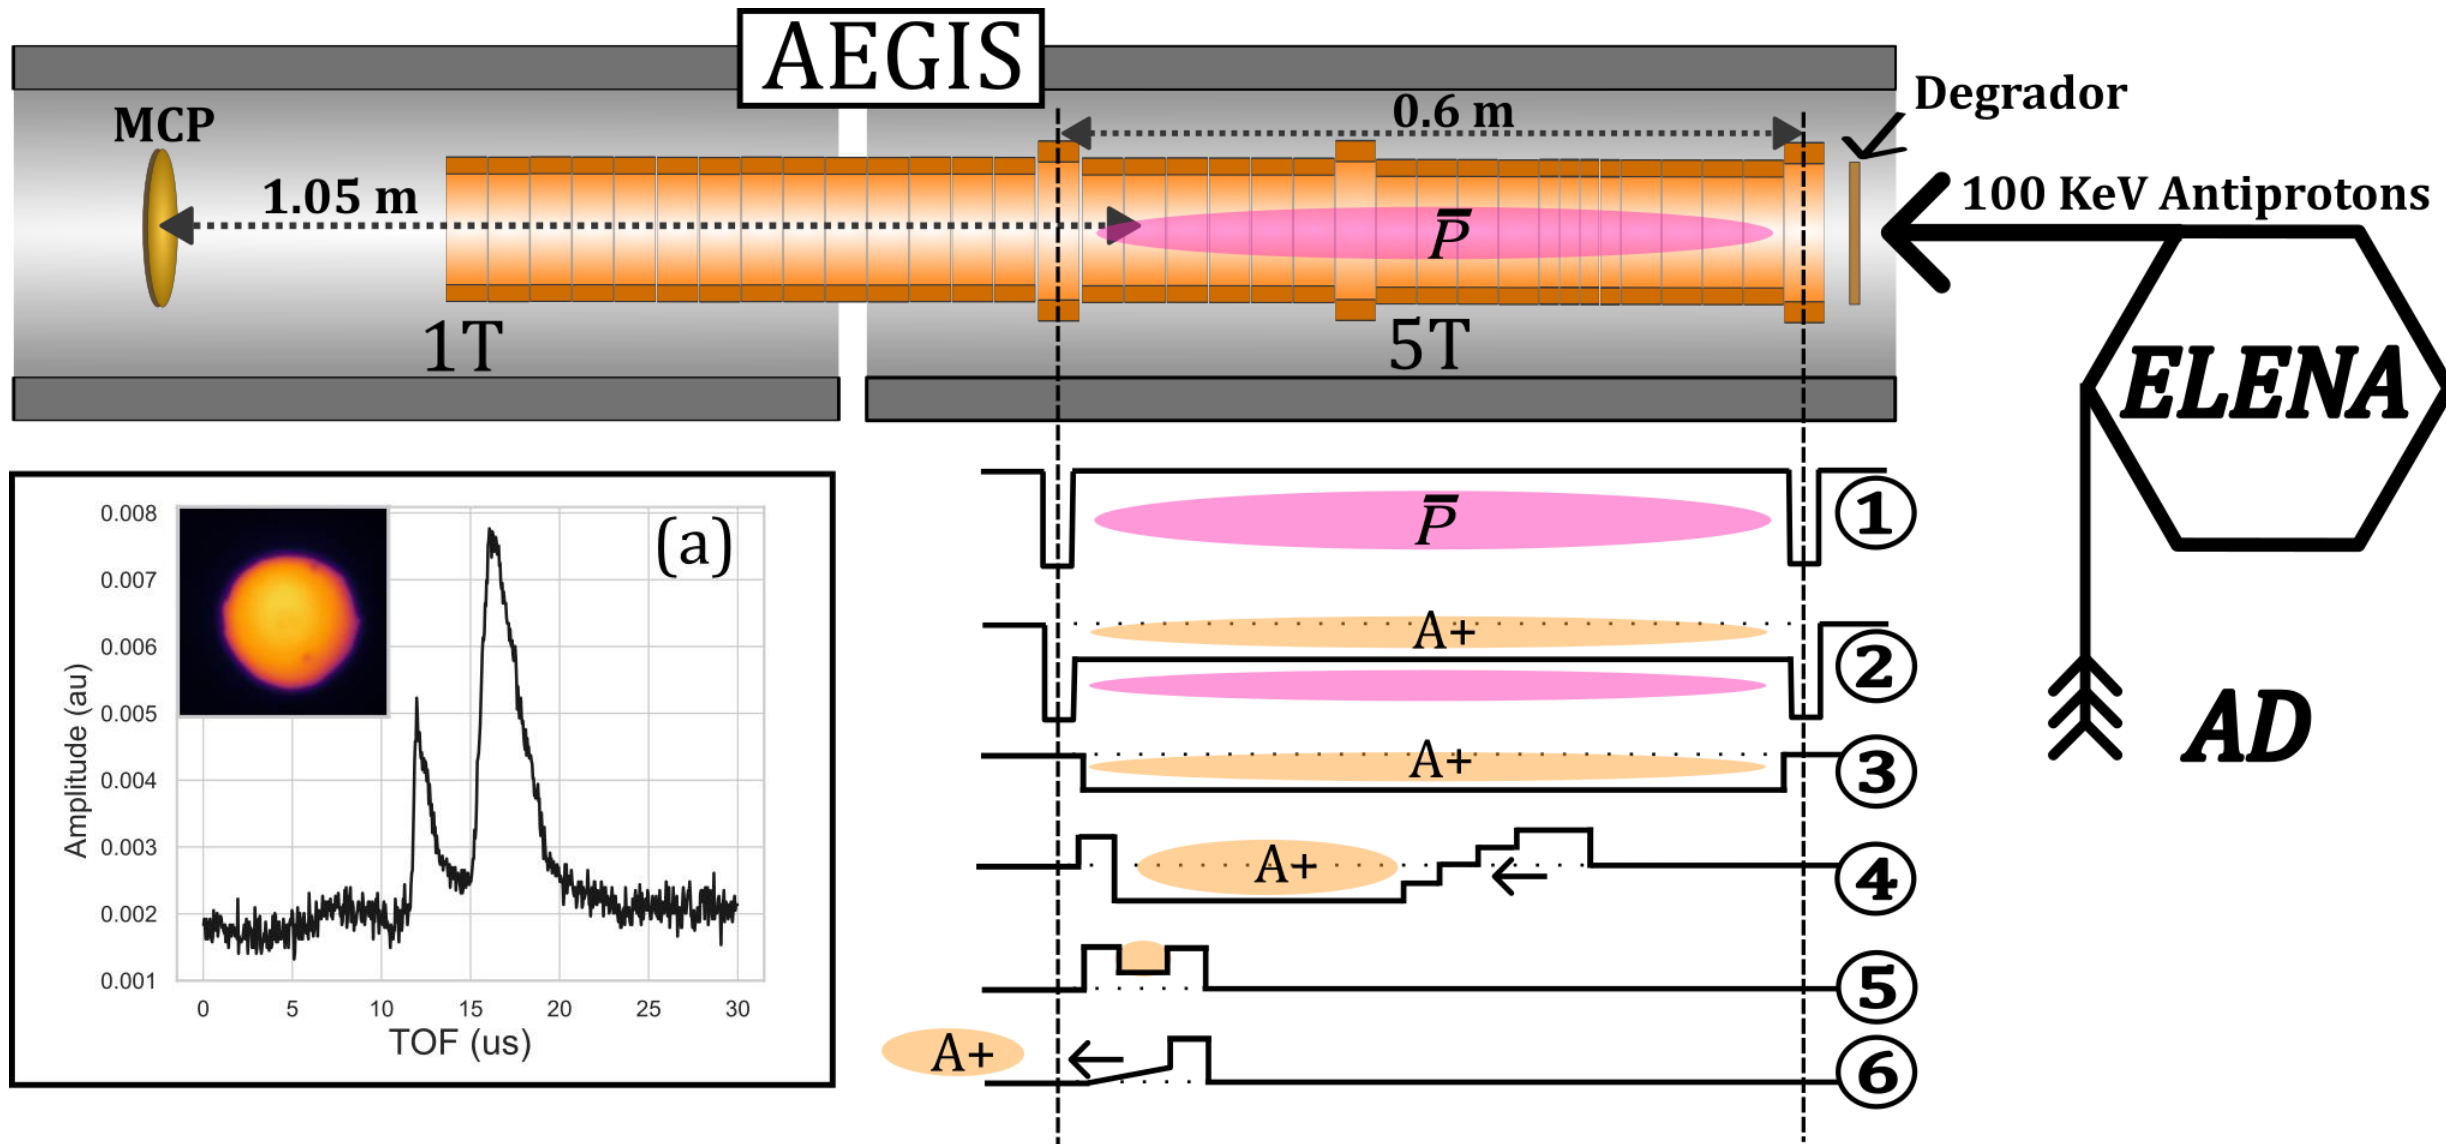 AEGIS
Degrador
MCP
0.6 m
1.05 m
P̅
100 KeV Antiprotons
1T
5T
ELENA
AD
P̅
1
A+
2
A+
3
A+
4
5
A+
6
(a)
Amplitude (au)
0.008
0.007
0.006
0.005
0.004
0.003
0.002
0.001
0 5 10 15 20 25 30
TOF (us)